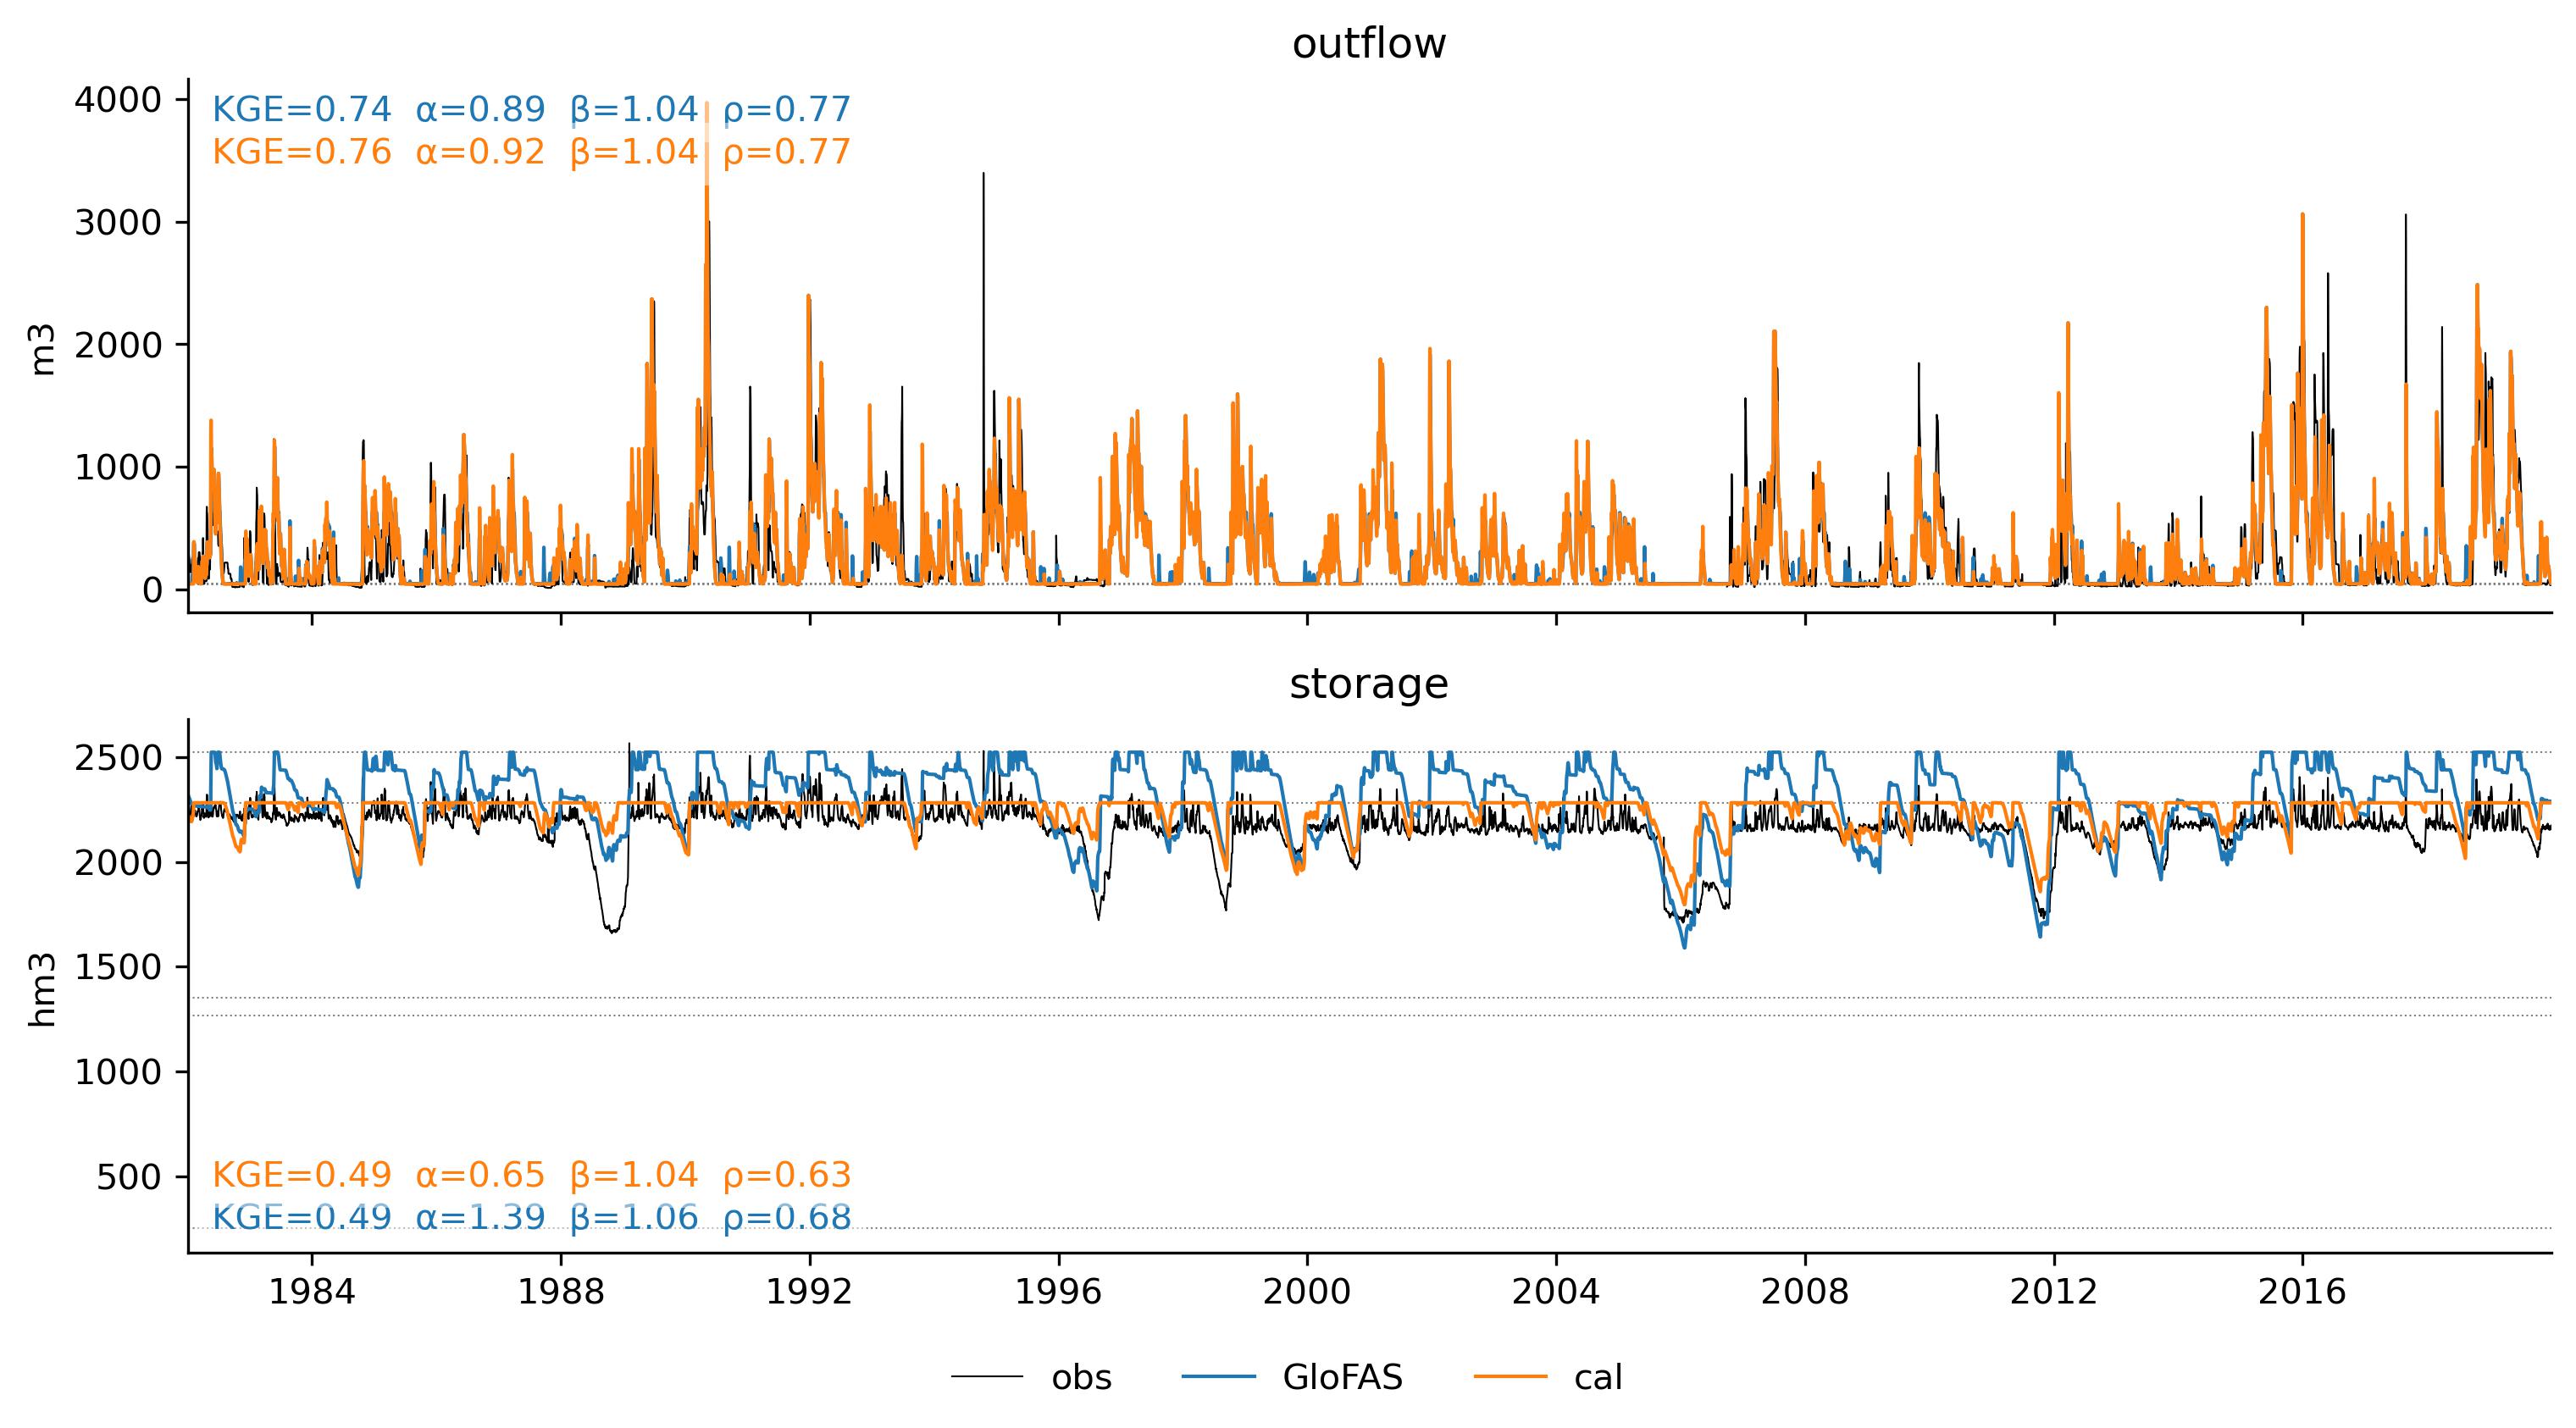 outflow
4000
3000
2000
1000
0
m3
KGE=0.74 α=0.89 β=1.04 ρ=0.77
KGE=0.76 α=0.92 β=1.04 ρ=0.77
storage
2500
2000
1500
1000
500
hm3
KGE=0.49 α=0.65 β=1.04 ρ=0.63
KGE=0.49 α=1.39 β=1.06 ρ=0.68
1984 1988 1992 1996 2000 2004 2008 2012 2016
obs GloFAS cal